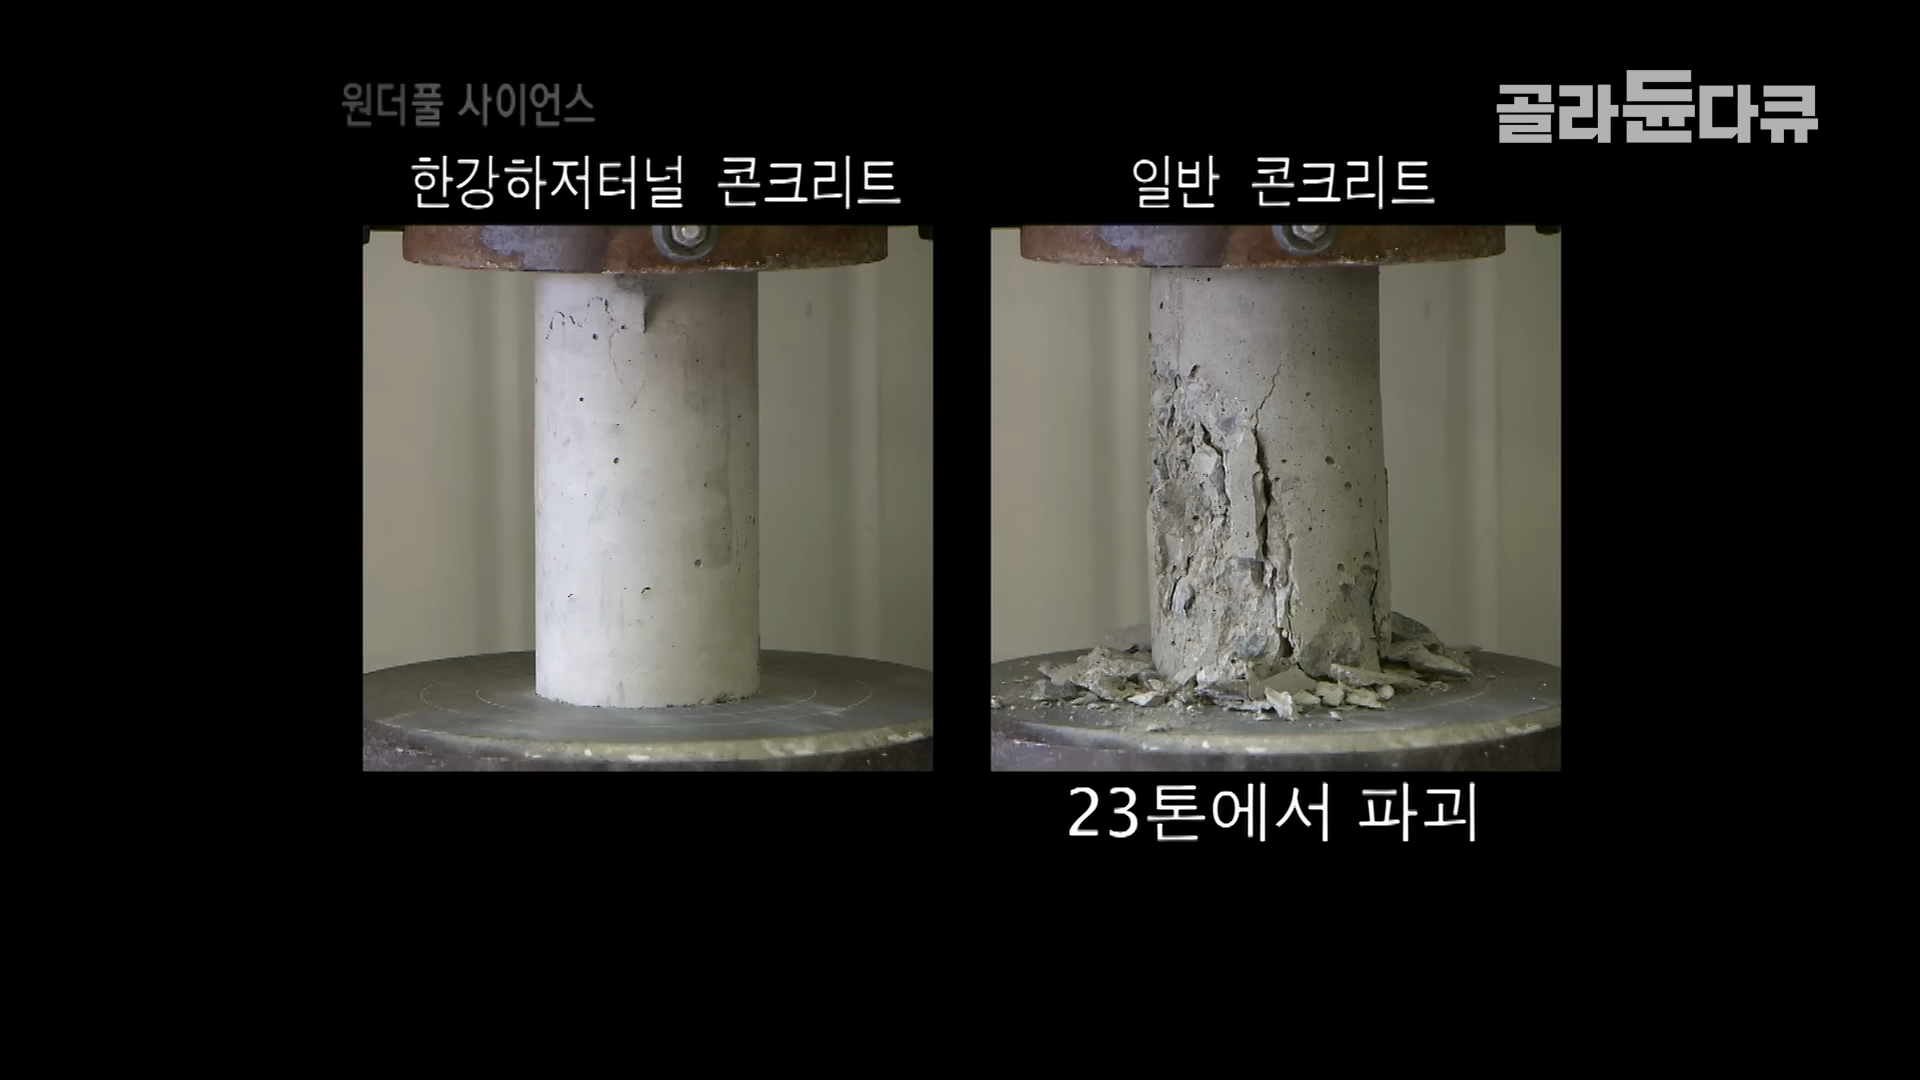 원더풀 사이언스
골라듄다큐
한강하저터널 콘크리트
일반 콘크리트
23톤에서 파괴